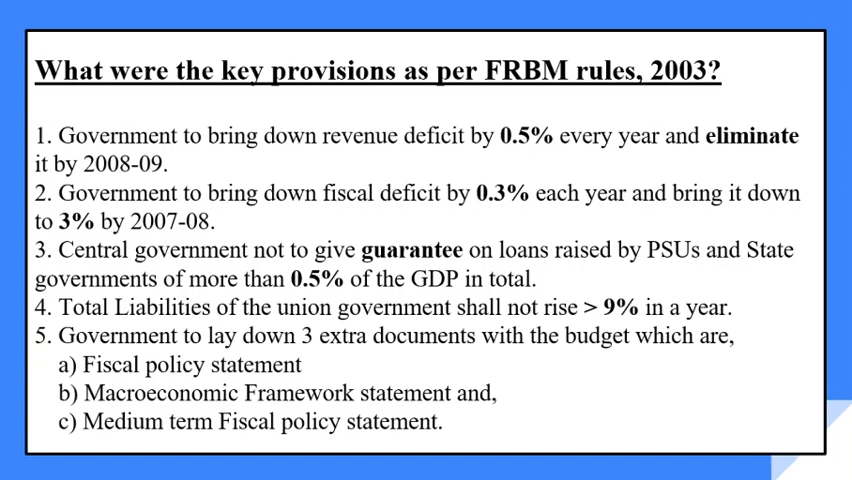 What were the key provisions as per FRBM rules, 2003?
1. Government to bring down revenue deficit by 0.5% every year and eliminate
it by 2008-09.
2. Government to bring down fiscal deficit by 0.3% each year and bring it down
to 3% by 2007-08.
3. Central government not to give guarantee on loans raised by PSUs and State
governments of more than 0.5% of the GDP in total.
4. Total Liabilities of the union government shall not rise > 9% in a year.
5. Government to lay down 3 extra documents with the budget which are,
a) Fiscal policy statement
b) Macroeconomic Framework statement and,
c) Medium term Fiscal policy statement.